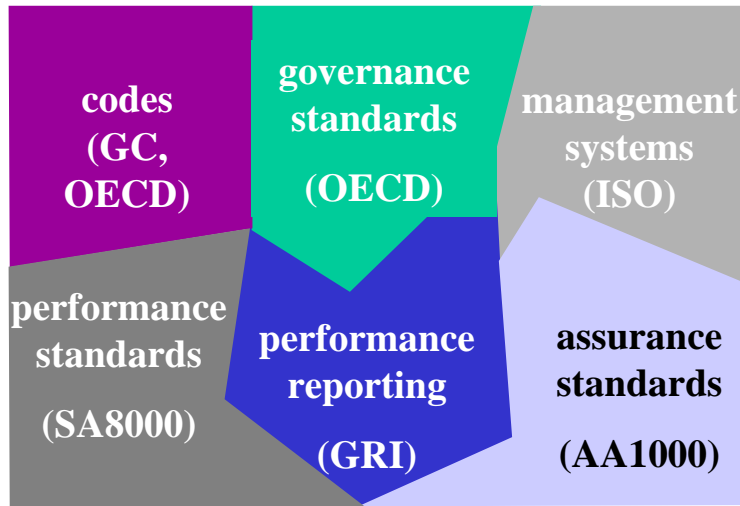 codes
(GC,
OECD)
governance
standards
(OECD)
management
systems
(ISO)
performance
standards
(SA8000)
performance
reporting
(GRI)
assurance
standards
(AA1000)